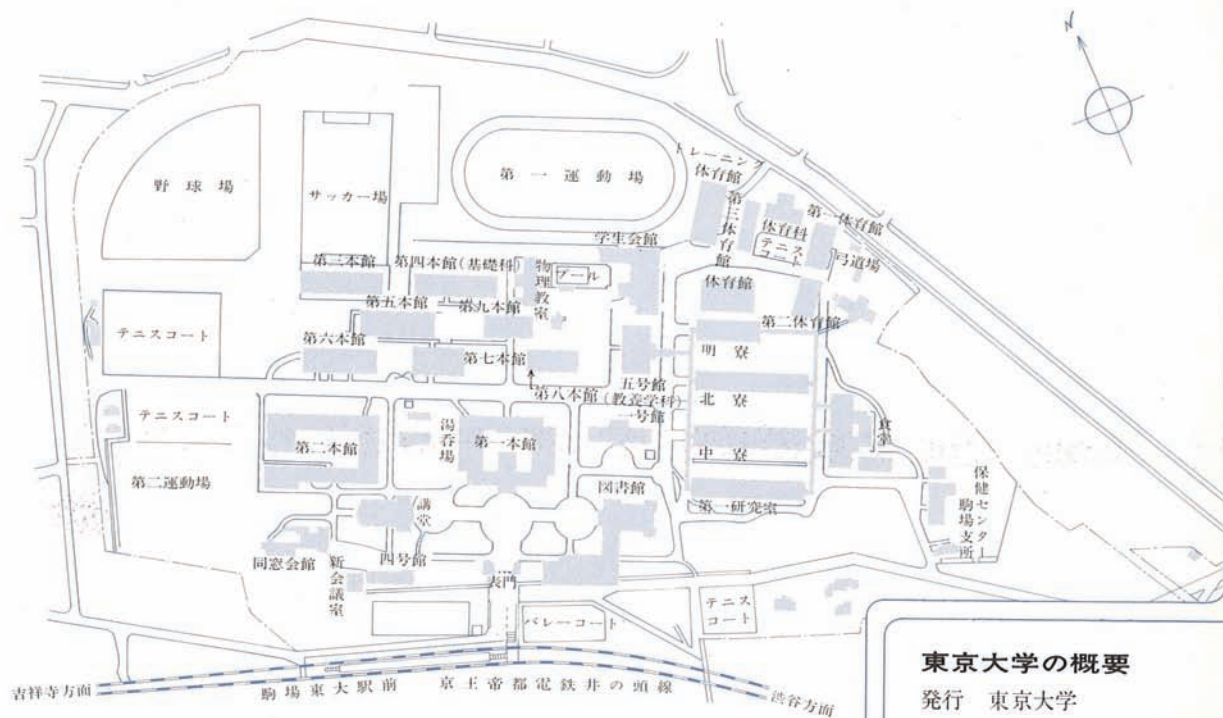 N
トレーニング
体育館
第三体育館
体育科
テニス
コート
第一体育館
弓道場
野球場
サッカー場
第一運動場
学生会館
第三本館
第四本館(基礎科)
物理教室
プール
体育館
第二体育館
第五本館
第九本館
テニスコート
第六本館
第七本館
明寮
五号館
第八本館(教養学科)
北寮
一号館
テニスコート
第二本館
湯呑場
第一本館
中寮
食堂
第二運動場
図書館
第一研究室
保健センター
駒場支所
講堂
同窓会館
新会議室
四号館
表門
バレーコート
テニス
コート
吉祥寺方面
駒場東大駅前
京王帝都電鉄井の頭線
渋谷方面
東京大学の概要
発行 東京大学